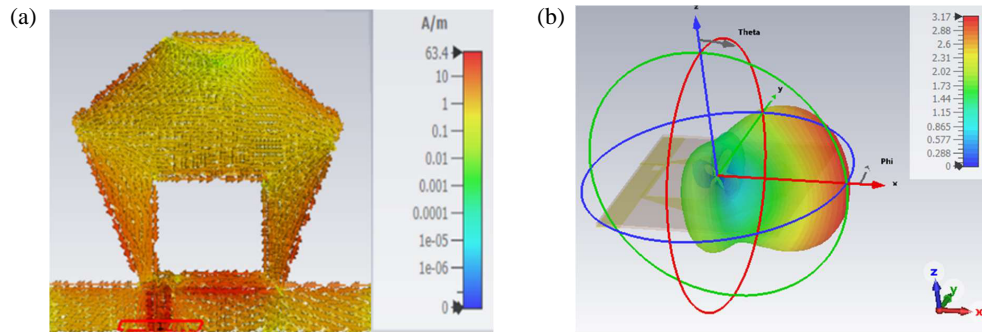 (a)
A/m
63.4
10
1
0.1
0.01
0.001
0.0001
1e-05
1e-06
0
(b)
z
Theta
y
Phi
x
3.17
2.88
2.6
2.31
2.02
1.73
1.44
1.15
0.865
0.577
0.288
0
z
y
x